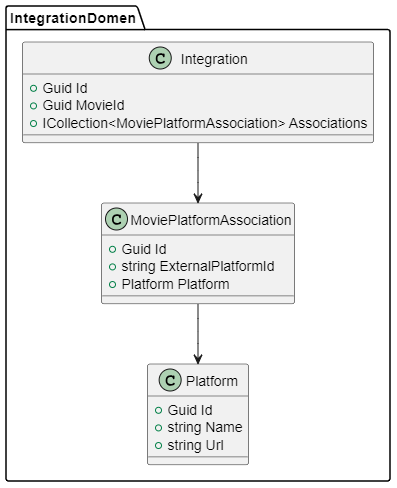 IntegrationDomen
C Integration
Guid Id
Guid MovieId
ICollection<MoviePlatformAssociation> Associations
C MoviePlatformAssociation
Guid Id
string ExternalPlatformId
Platform Platform
C Platform
Guid Id
string Name
string Url